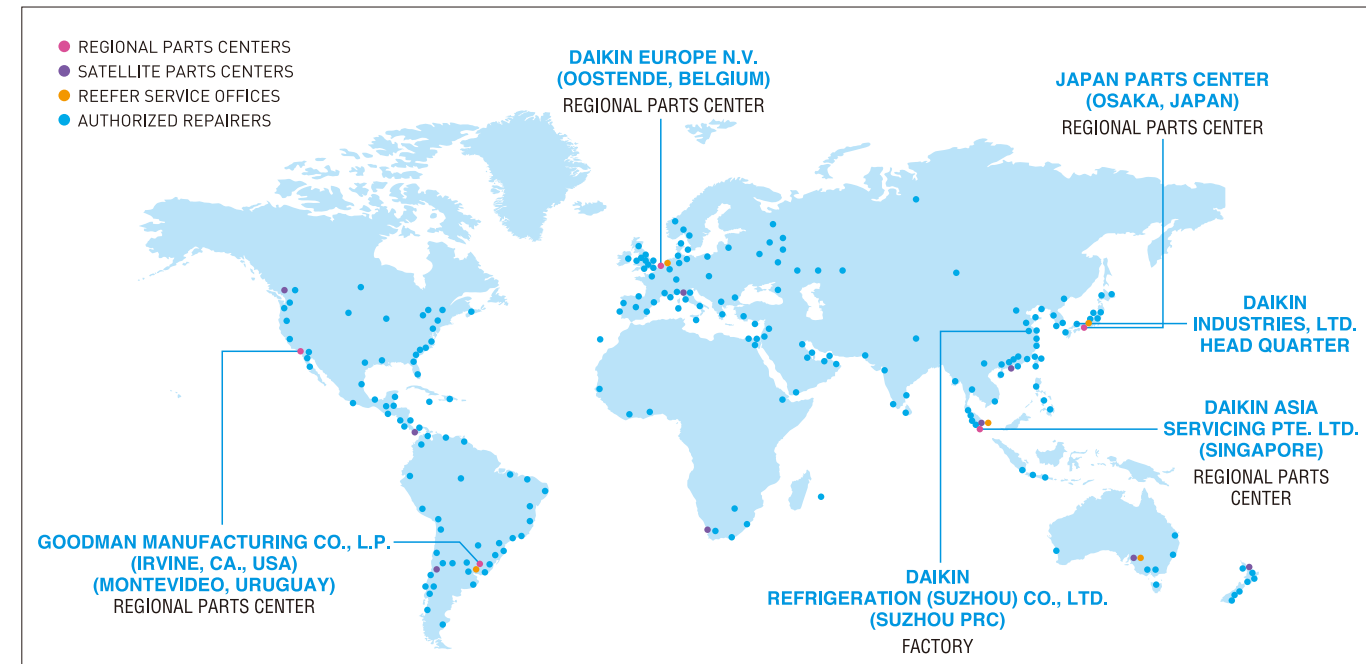 REGIONAL PARTS CENTERS
SATELLITE PARTS CENTERS
REEFER SERVICE OFFICES
AUTHORIZED REPAIRERS
DAIKIN EUROPE N.V.
(OOSTENDE, BELGIUM)
REGIONAL PARTS CENTER
JAPAN PARTS CENTER
(OSAKA, JAPAN)
REGIONAL PARTS CENTER
DAIKIN
INDUSTRIES, LTD.
HEAD QUARTER
DAIKIN ASIA
SERVICING PTE. LTD.
(SINGAPORE)
REGIONAL PARTS
CENTER
GOODMAN MANUFACTURING CO., L.P.
(IRVINE, CA., USA)
(MONTEVIDEO, URUGUAY)
REGIONAL PARTS CENTER
DAIKIN
REFRIGERATION (SUZHOU) CO., LTD.
(SUZHOU PRC)
FACTORY